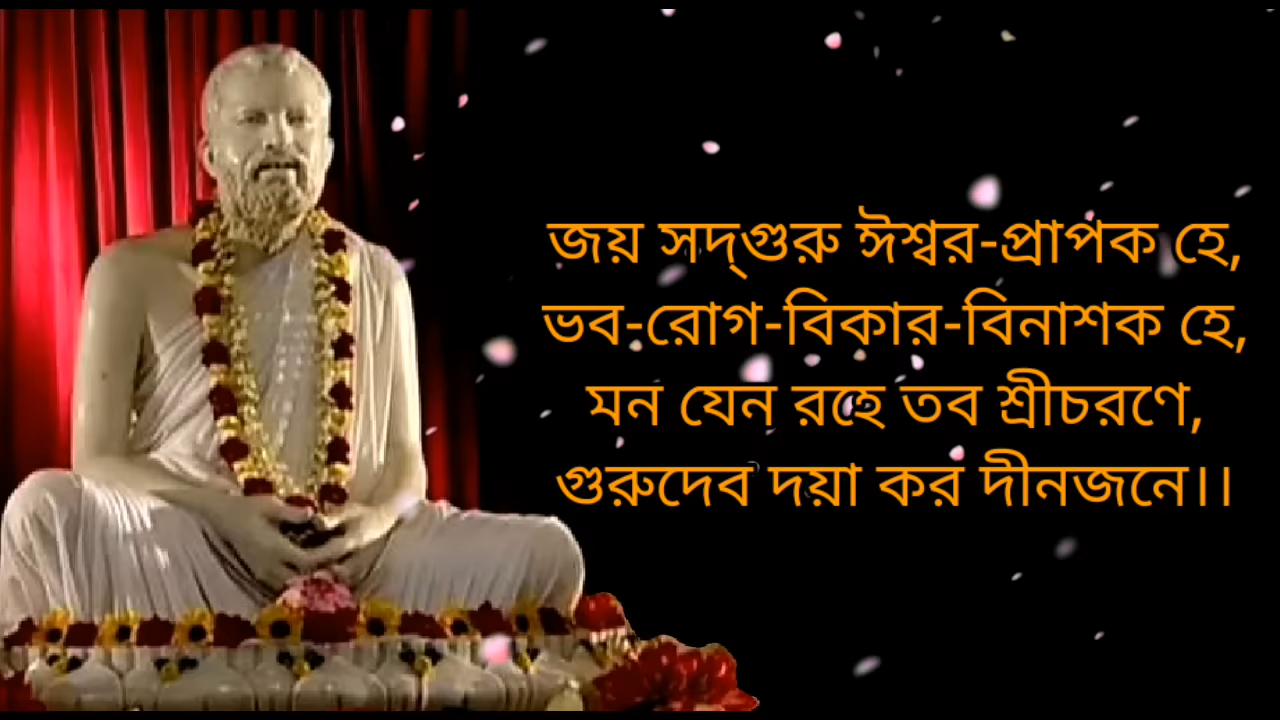 জয় সদ্‌গুরু ঈশ্বর-প্রাপক হে,
ভব-রোগ-বিকার-বিনাশক হে,
মন যেন রহে তব শ্রীচরণে,
গুরুদেব দয়া কর দীনজনে।।